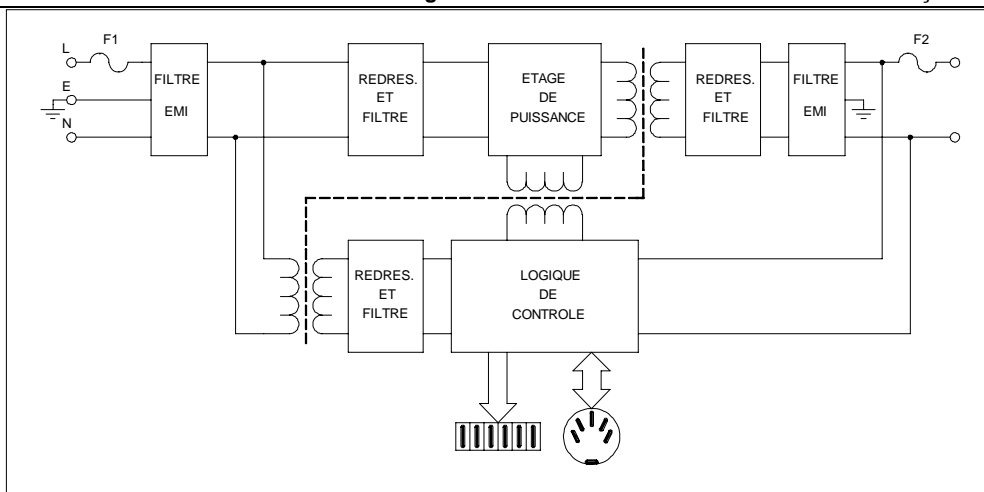 F1
F2
L
E
N
FILTRE
EMI
REDRES.
ET
FILTRE
ETAGE
DE
PUISSANCE
REDRES.
ET
FILTRE
FILTRE
EMI
REDRES.
ET
FILTRE
LOGIQUE
DE
CONTROLE